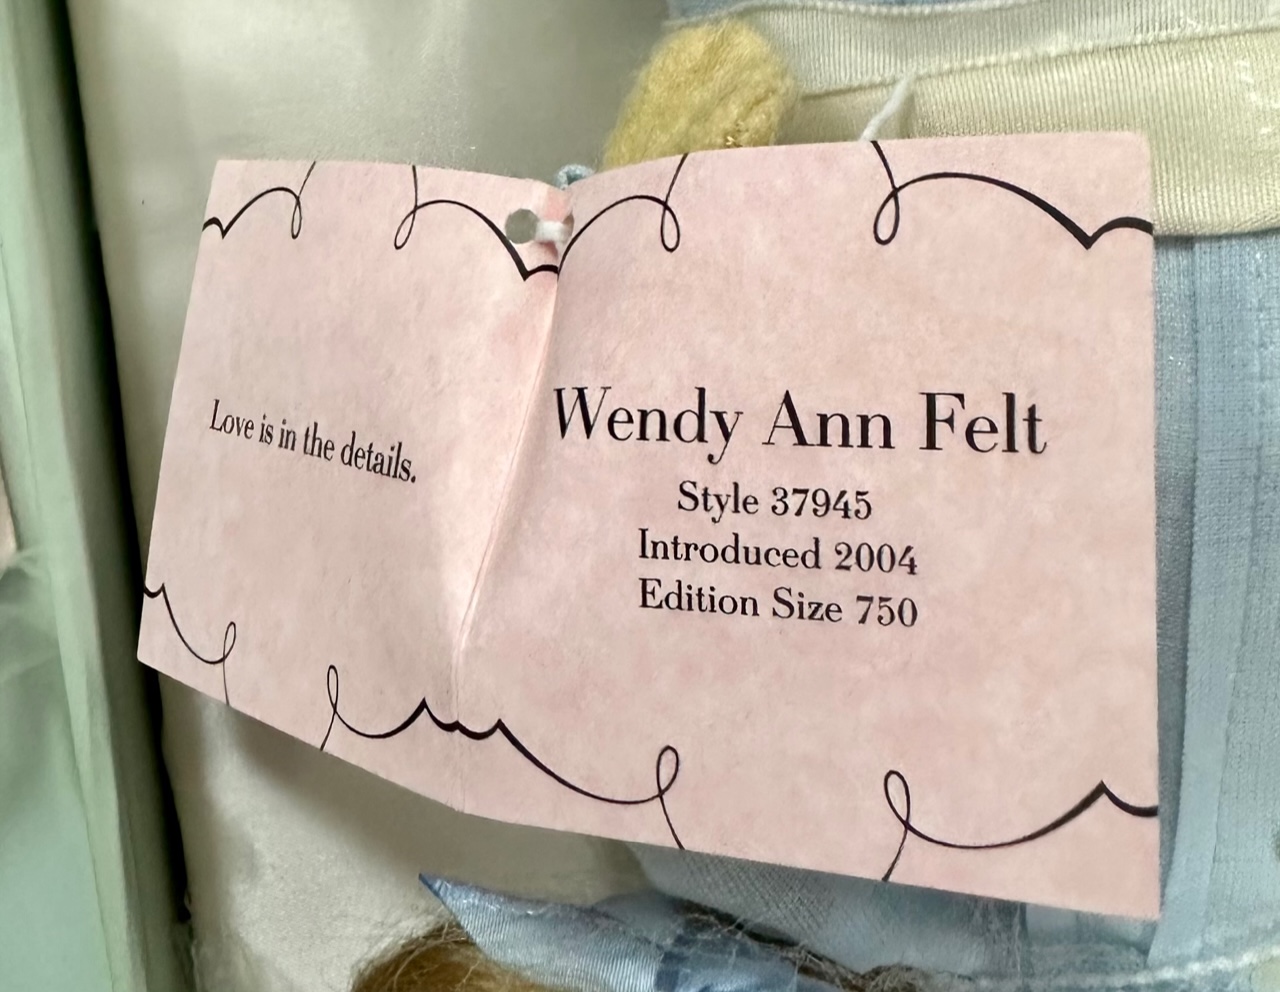 Love is in the details.
Wendy Ann Felt
Style 37945
Introduced 2004
Edition Size 750